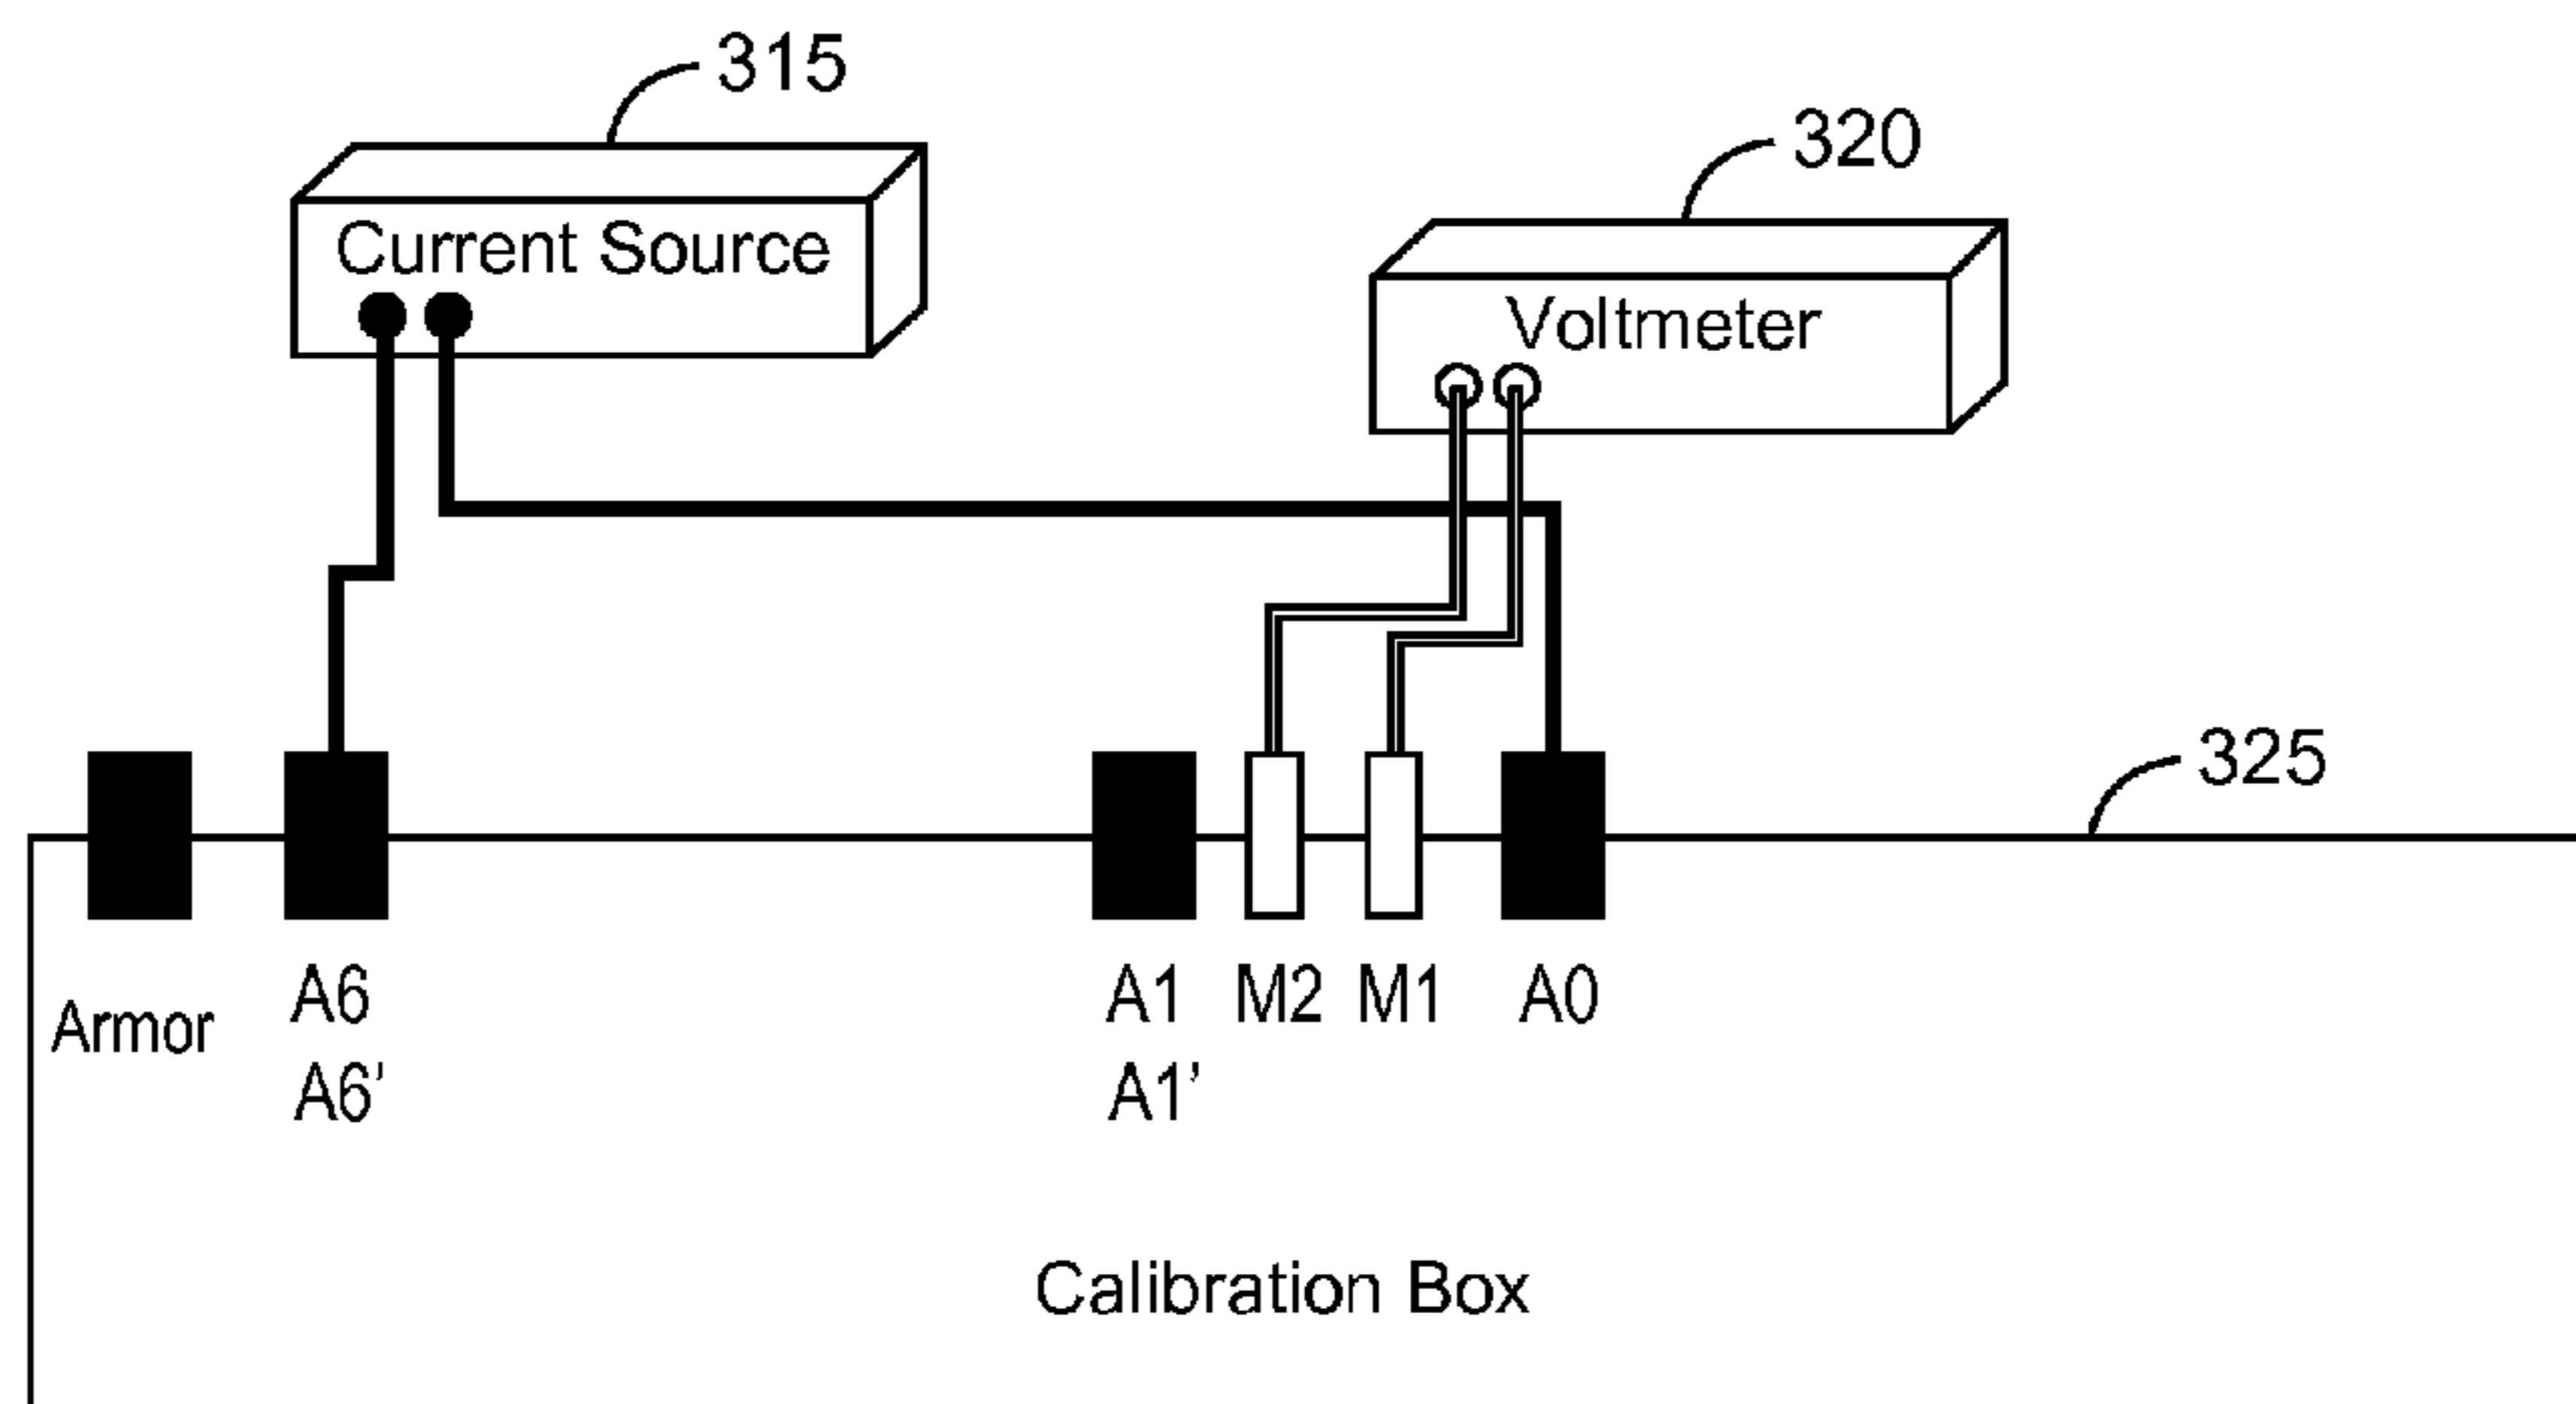 315
320
Current Source
Voltmeter
325
A6 A1 M2 M1 A0
Armor
A6’ A1’
Calibration Box